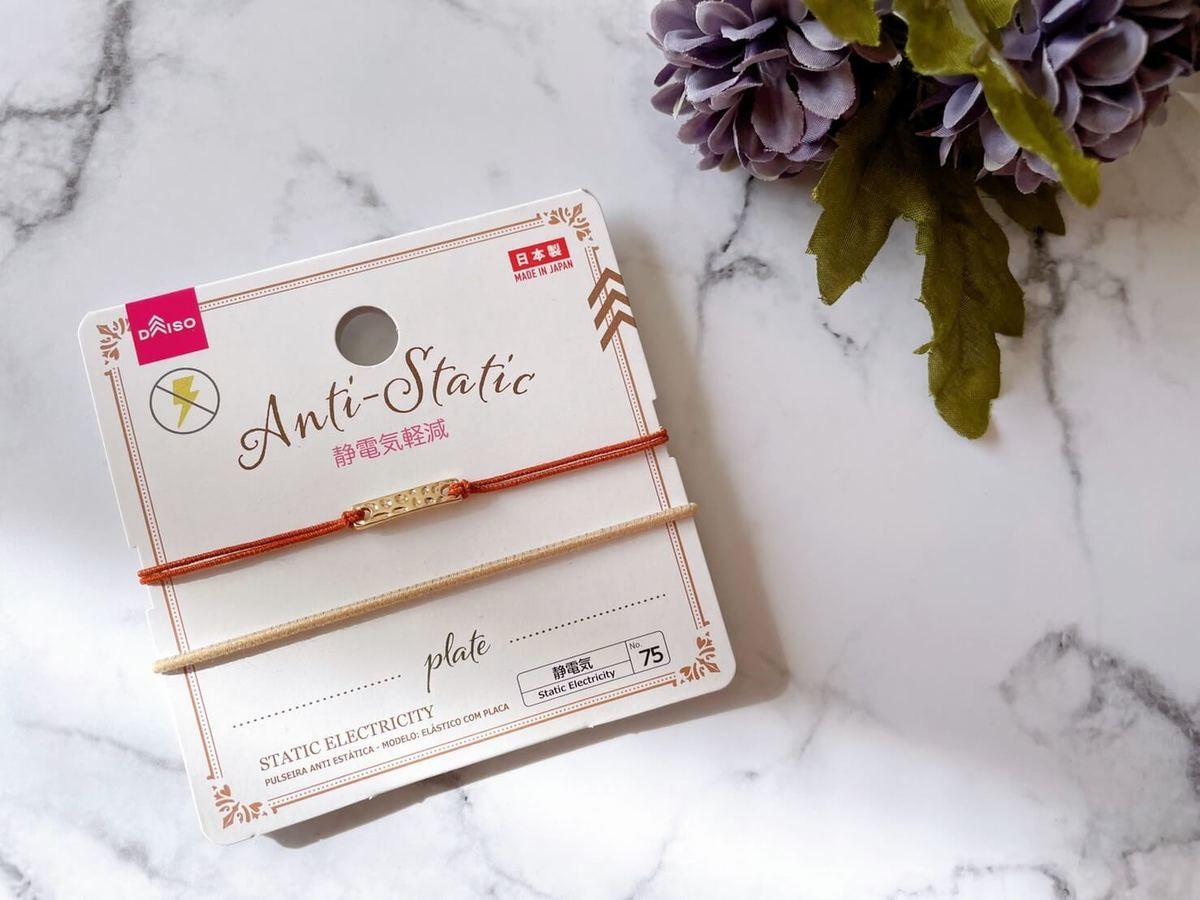 DAISO
日本製
MADE IN JAPAN
Anti-Static
静電気軽減
plate
静電気
Static Electricity
No. 75
STATIC ELECTRICITY
PULSEIRA ANTI ESTÁTICA - MODELO: ELÁSTICO COM PLACA